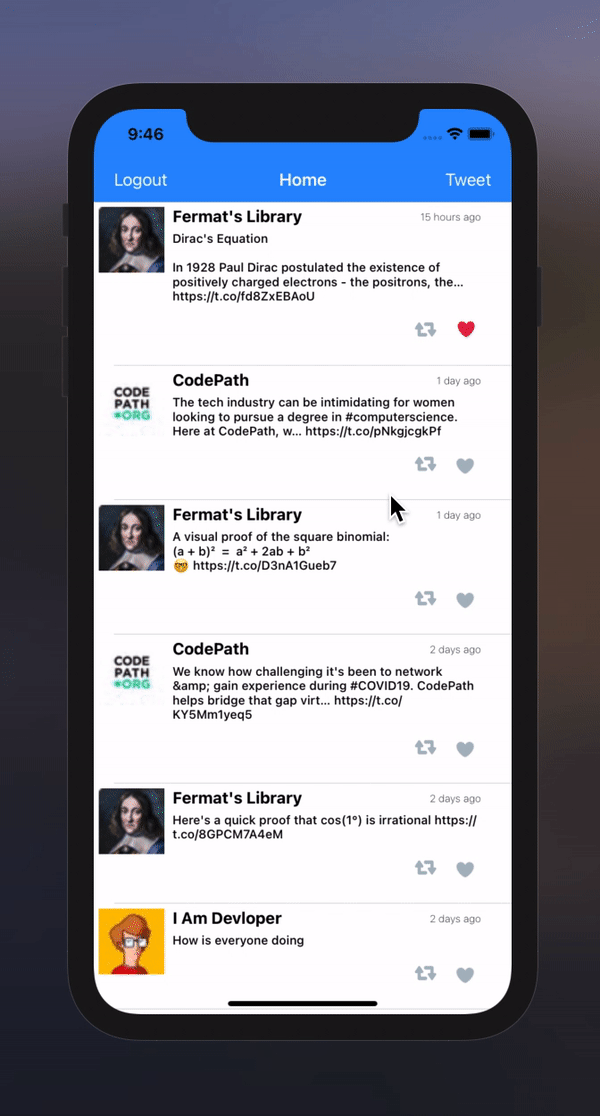 9:46
Logout Home Tweet
Fermat's Library 15 hours ago
Dirac's Equation
In 1928 Paul Dirac postulated the existence of
positively charged electrons - the positrons, the...
https://t.co/fd8ZxEBAoU
CODE
PATH
*ORG
CodePath 1 day ago
The tech industry can be intimidating for women
looking to pursue a degree in #computerscience.
Here at CodePath, w... https://t.co/pNkgjcgkPf
Fermat's Library 1 day ago
A visual proof of the square binomial:
(a + b)² = a² + 2ab + b²
🤓 https://t.co/D3nA1Gueb7
CODE
PATH
*ORG
CodePath 2 days ago
We know how challenging it's been to network
&amp; gain experience during #COVID19. CodePath
helps bridge that gap virt... https://t.co/
KY5Mm1yeq5
Fermat's Library 2 days ago
Here's a quick proof that cos(1°) is irrational https://
t.co/8GPCM7A4eM
I Am Devloper 2 days ago
How is everyone doing